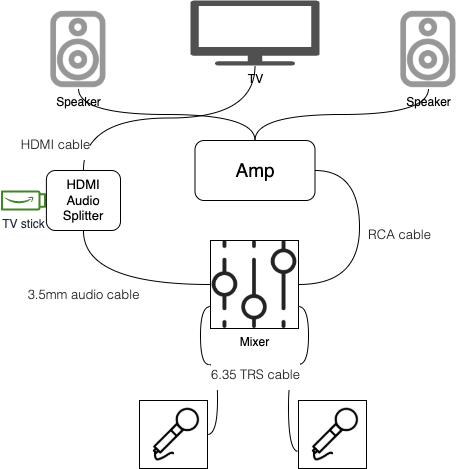 TV
Speaker
Speaker
HDMI cable
Amp
HDMI
Audio
Splitter
TV stick
RCA cable
3.5mm audio cable
Mixer
6.35 TRS cable